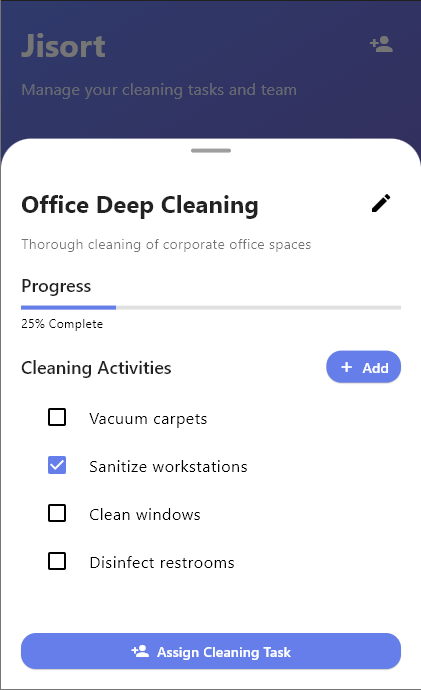 Jisort
Manage your cleaning tasks and team
Office Deep Cleaning
Thorough cleaning of corporate office spaces
Progress
25% Complete
Cleaning Activities
+ Add
Vacuum carpets
Sanitize workstations
Clean windows
Disinfect restrooms
Assign Cleaning Task